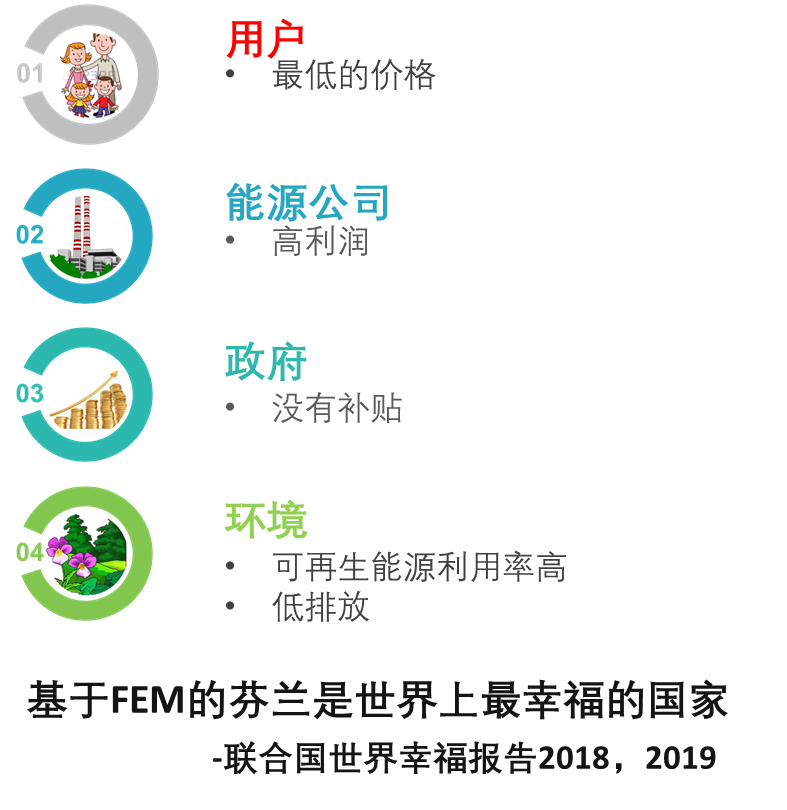 01
用户
• 最低的价格
02
能源公司
• 高利润
03
政府
• 没有补贴
04
环境
• 可再生能源利用率高
• 低排放
基于FEM的芬兰是世界上最幸福的国家
-联合国世界幸福报告2018，2019